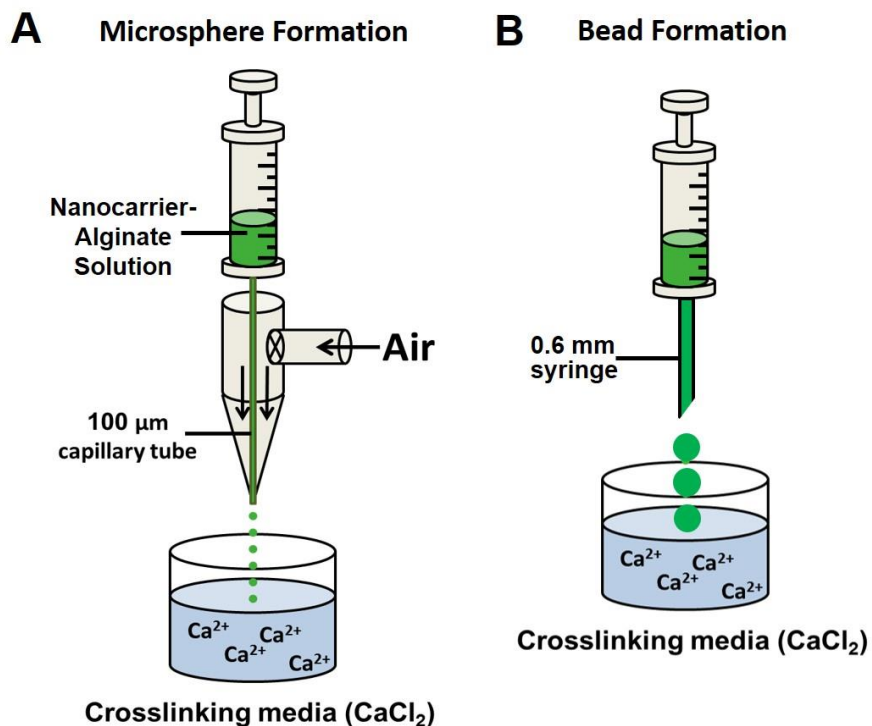 A Microsphere Formation
Nanocarrier-
Alginate
Solution
Air
100 µm
capillary tube
Ca²⁺ Ca²⁺
Ca²⁺ Ca²⁺
Crosslinking media (CaCl₂)
B Bead Formation
0.6 mm
syringe
Ca²⁺ Ca²⁺
Ca²⁺ Ca²⁺
Crosslinking media (CaCl₂)